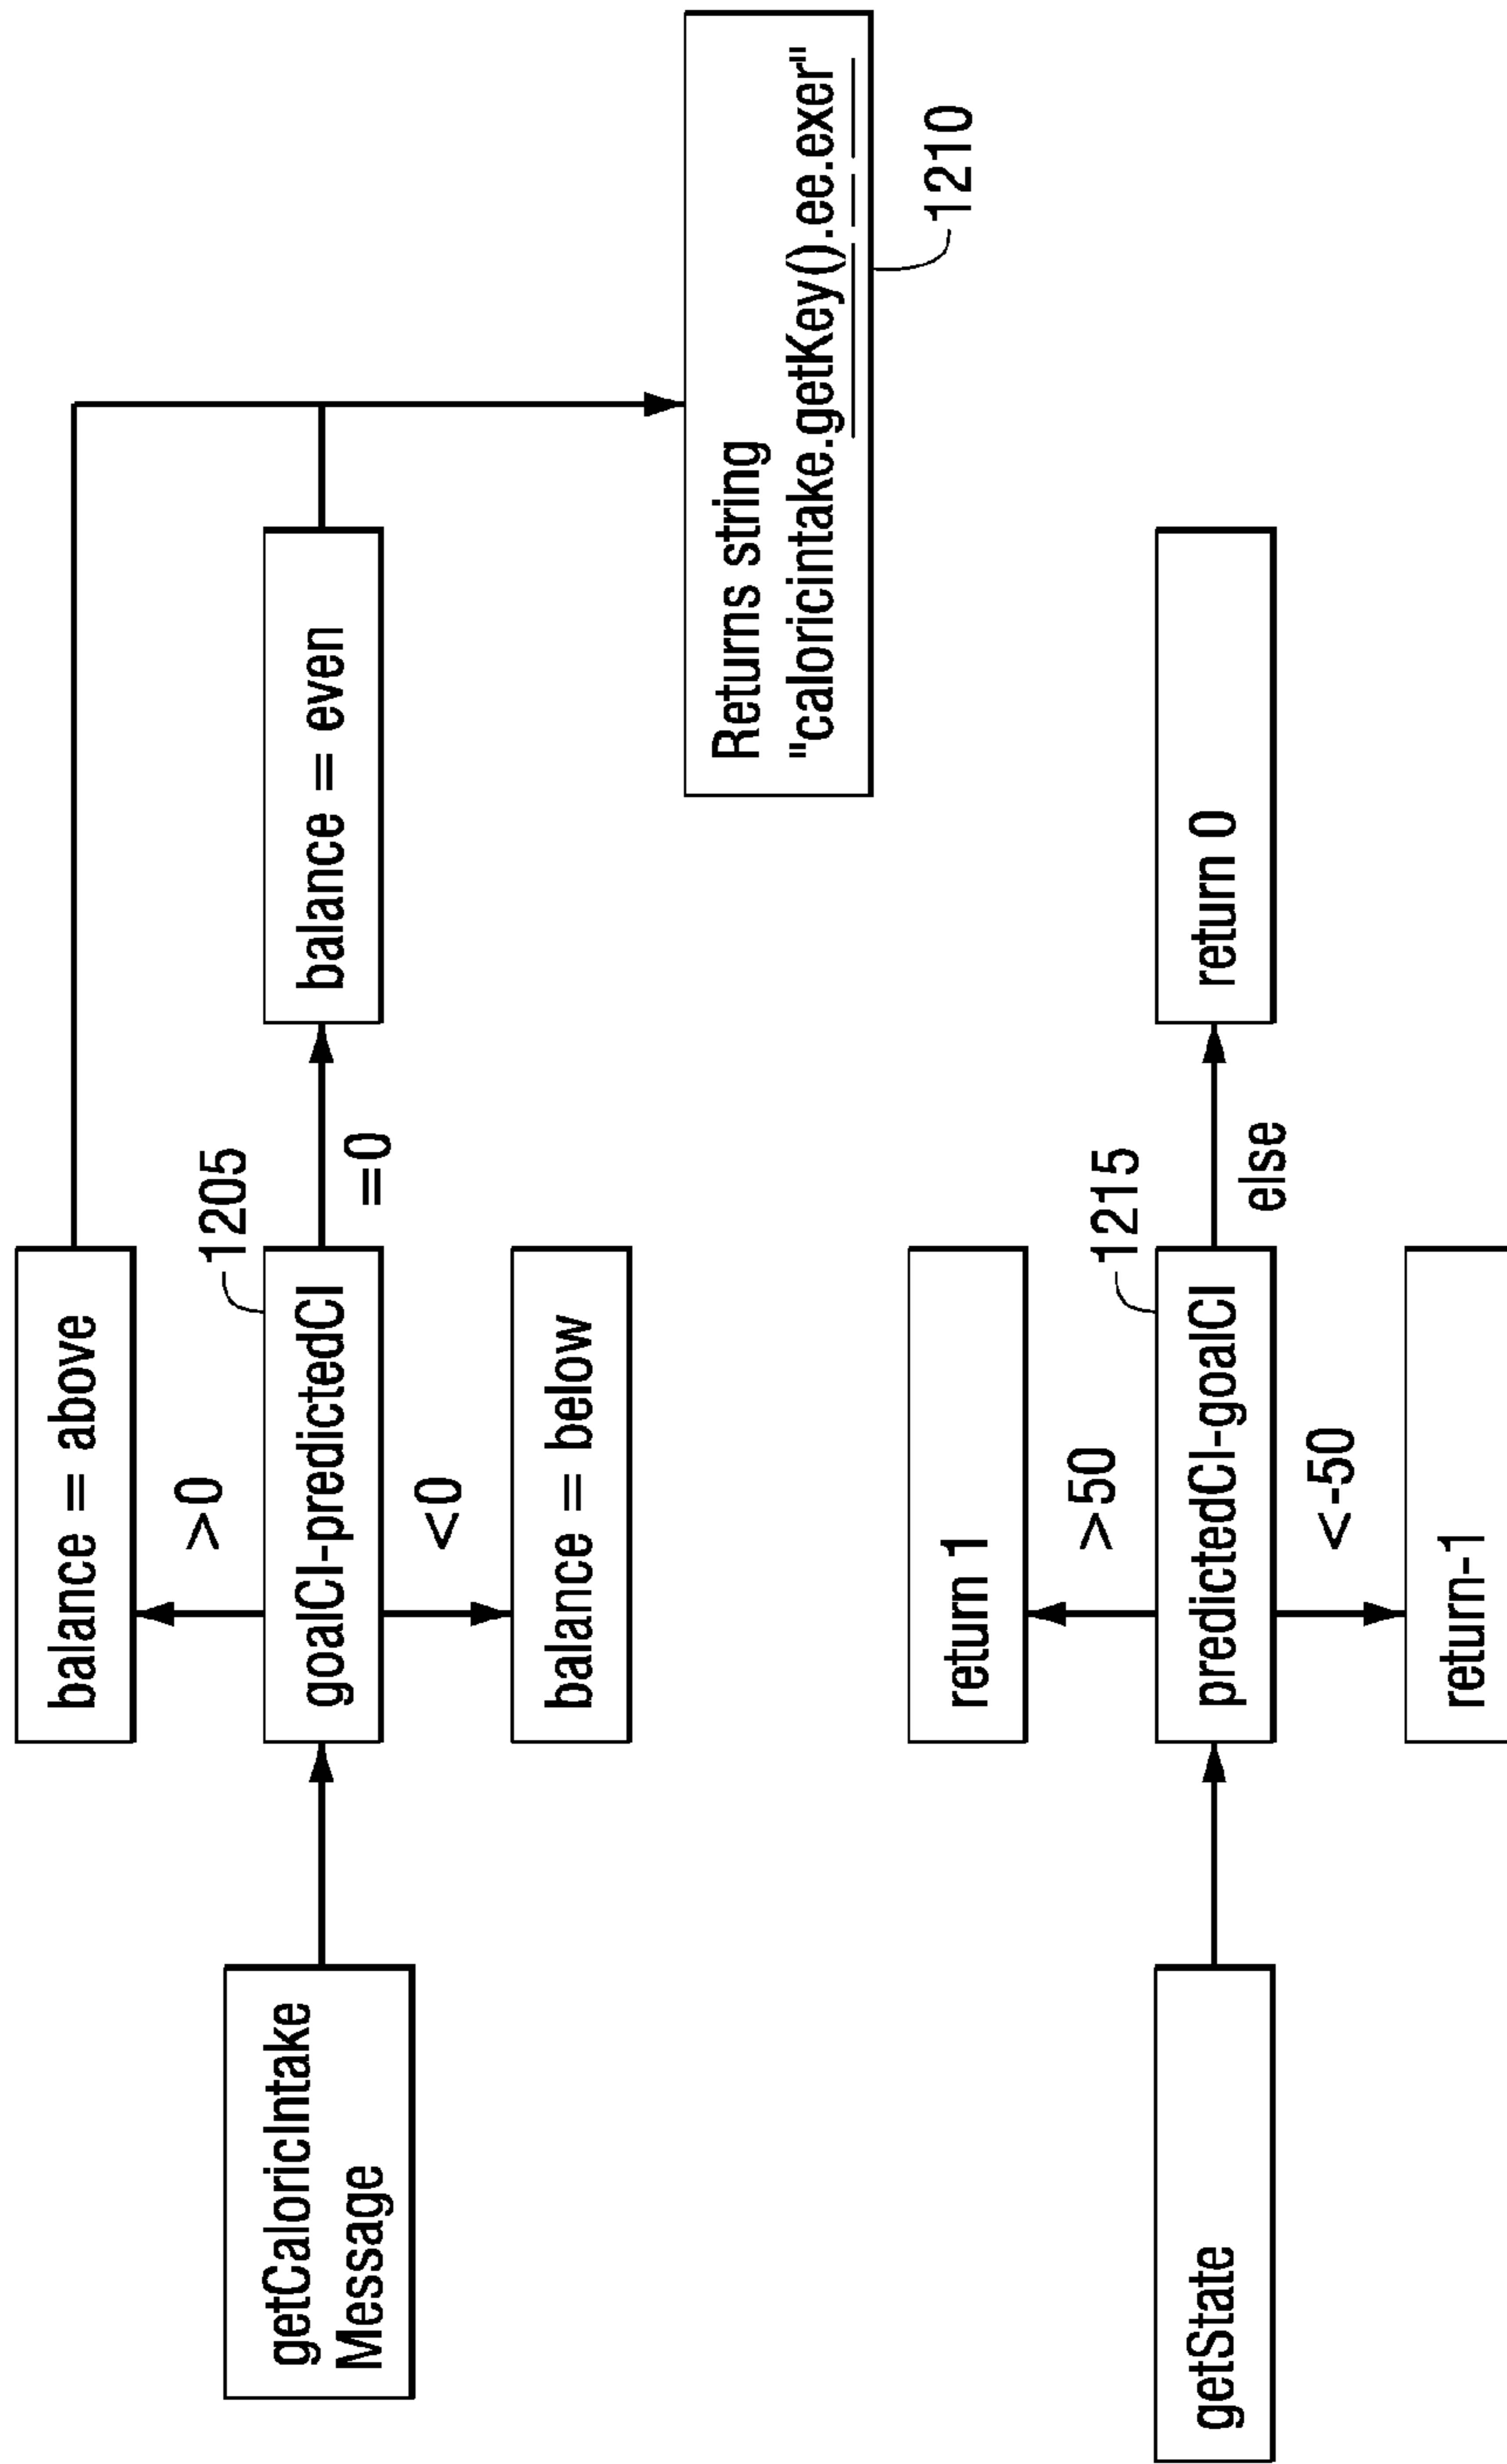 balance = above
>0
1205
getCaloricIntake
Message
goalCI-predictedCI
=0
balance = even
<0
balance = below
Returns string
"caloricintake.getKey().ee.exer"
1210
return 1
>50
1215
getState
predictedCI-goalCI
else
return 0
<-50
return-1